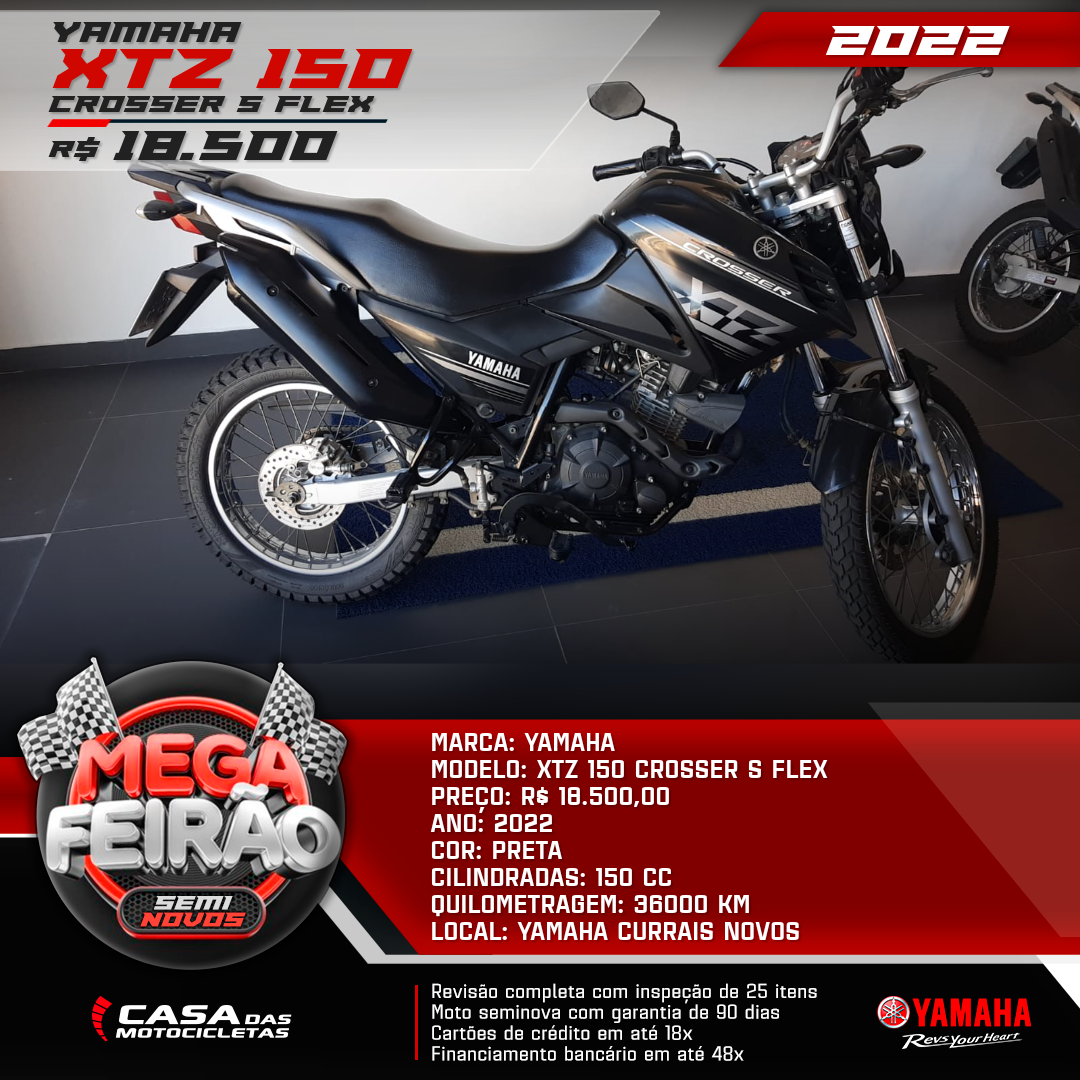 YAMAHA
XTZ 150
CROSSER S FLEX
R$ 18.500
2022
CROSSER
XTZ
YAMAHA
YAMAHA
MEGA
FEIRÃO
SEMI
NOVOS
MARCA: YAMAHA
MODELO: XTZ 150 CROSSER S FLEX
PREÇO: R$ 18.500,00
ANO: 2022
COR: PRETA
CILINDRADAS: 150 CC
QUILOMETRAGEM: 36000 KM
LOCAL: YAMAHA CURRAIS NOVOS
CASA DAS
MOTOCICLETAS
Revisão completa com inspeção de 25 itens
Moto seminova com garantia de 90 dias
Cartões de crédito em até 18x
Financiamento bancário em até 48x
YAMAHA
Revs Your Heart